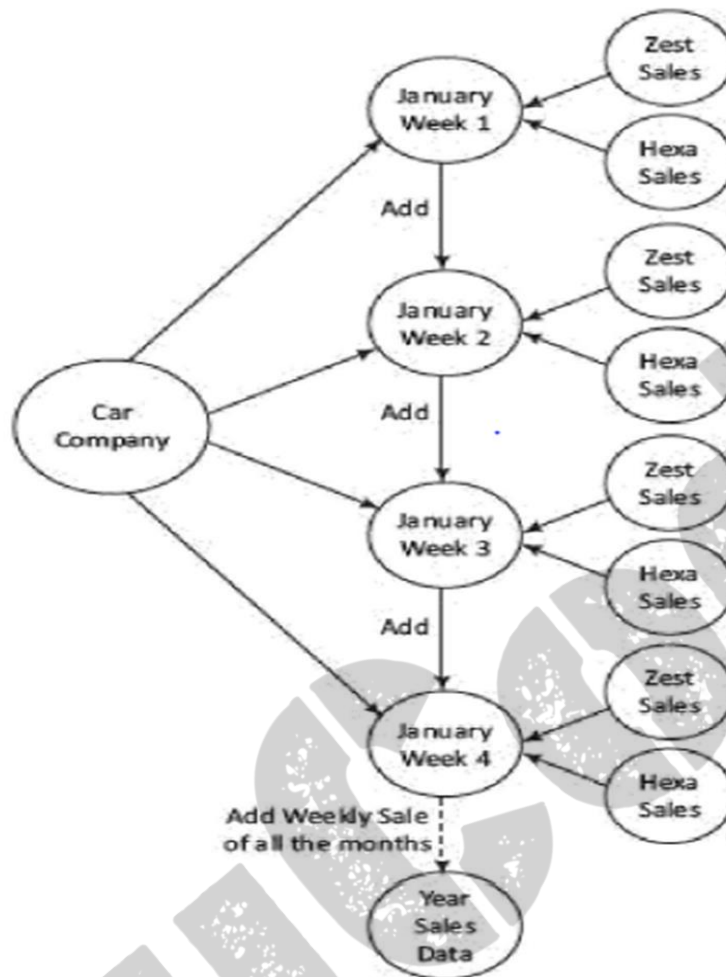 Zest
Sales
January
Week 1
Hexa
Sales
Add
Zest
Sales
January
Week 2
Hexa
Sales
Car
Company
Add
Zest
Sales
January
Week 3
Hexa
Sales
Add
Zest
Sales
January
Week 4
Hexa
Sales
Add Weekly Sale
of all the months
Year
Sales
Data